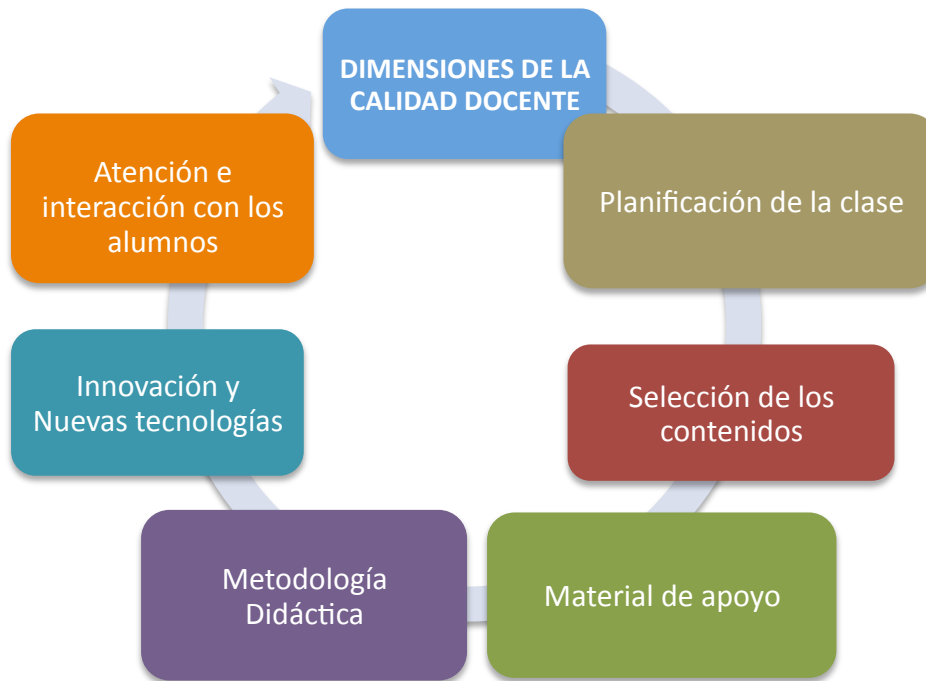 DIMENSIONES DE LA
CALIDAD DOCENTE
Planificación de la clase
Selección de los
contenidos
Material de apoyo
Metodología
Didáctica
Innovación y
Nuevas tecnologías
Atención e
interacción con los
alumnos